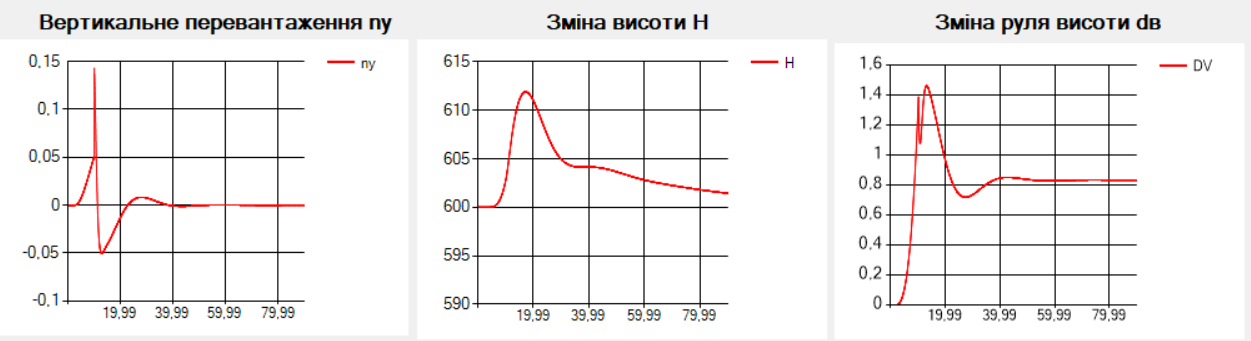 Вертикальне перевантаження ny
0,15
0,1
0,05
0
-0,05
-0,1
19,99 39,99 59,99 79,99
ny
Зміна висоти H
615
610
605
600
595
590
19,99 39,99 59,99 79,99
H
Зміна руля висоти dв
1,6
1,4
1,2
1
0,8
0,6
0,4
0,2
0
19,99 39,99 59,99 79,99
DV